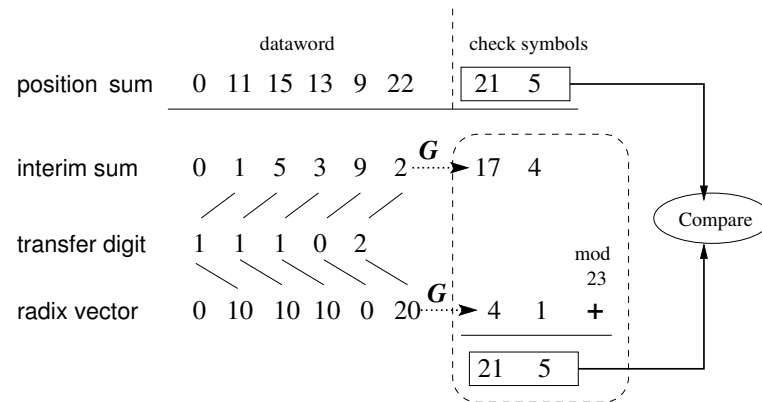 dataword check symbols
position sum 0 11 15 13 9 22 21 5
interim sum 0 1 5 3 9 2 G 17 4
Compare
transfer digit 1 1 1 0 2
mod
23
radix vector 0 10 10 10 0 20 G 4 1 +
21 5